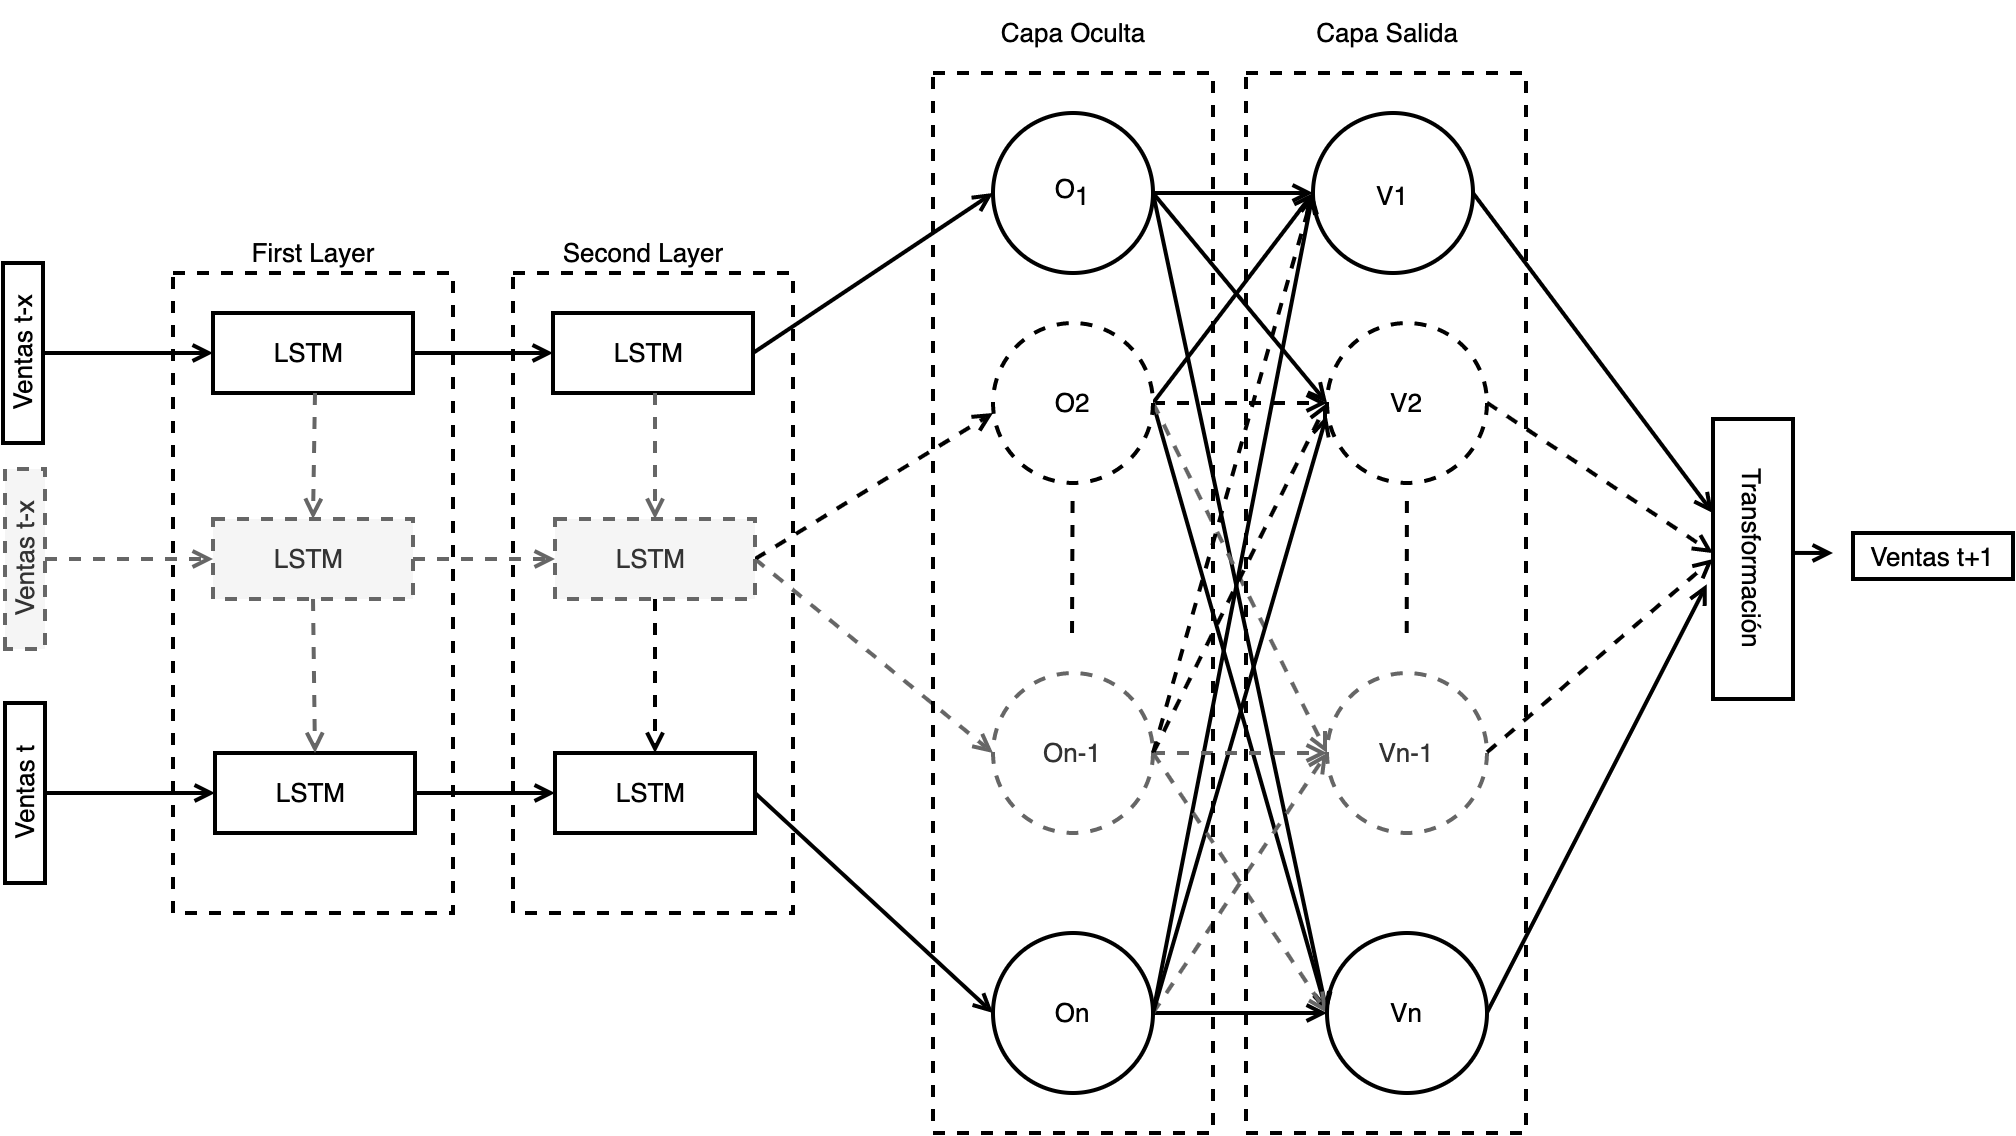 Capa Oculta
Capa Salida
First Layer
Second Layer
Ventas t-x
LSTM
LSTM
O1
V1
O2
V2
Ventas t-x
LSTM
LSTM
Transformación
Ventas t+1
On-1
Vn-1
Ventas t
LSTM
LSTM
On
Vn